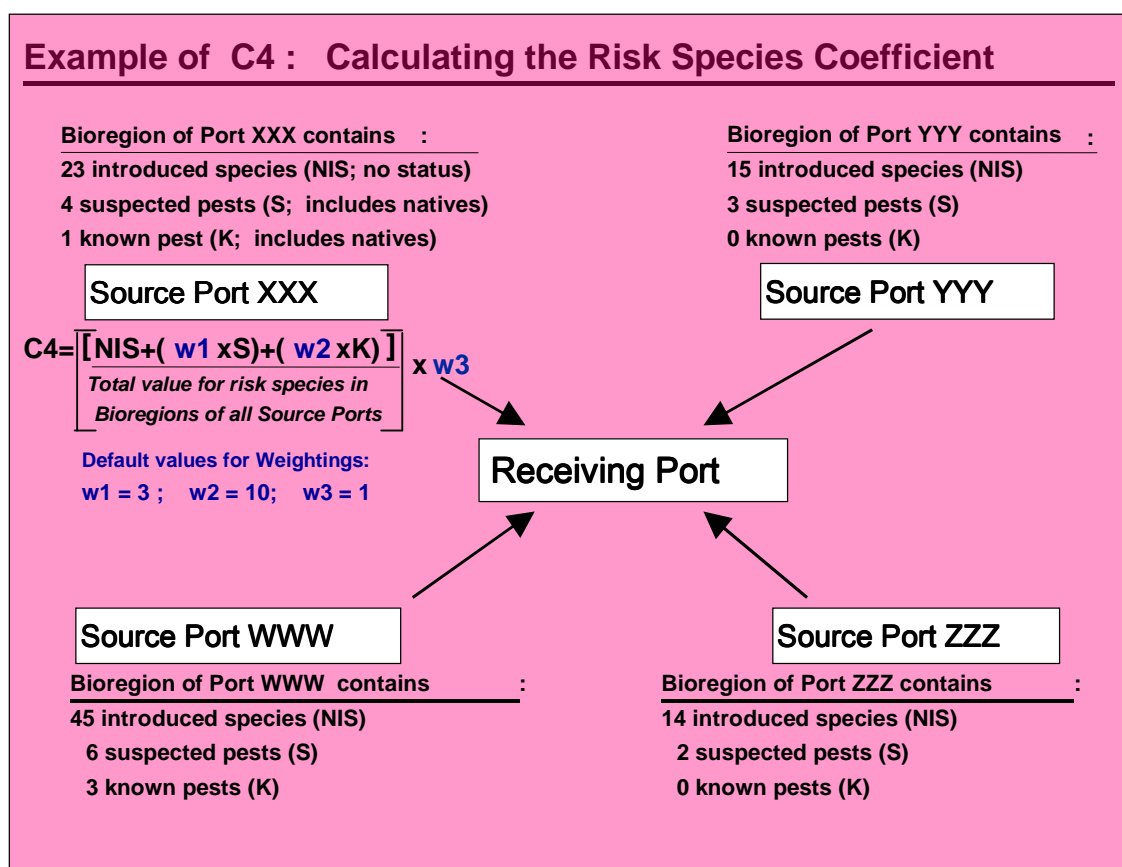 Example of C4 : Calculating the Risk Species Coefficient
Bioregion of Port XXX contains :
23 introduced species (NIS; no status)
4 suspected pests (S; includes natives)
1 known pest (K; includes natives)
Source Port XXX
C4= [NIS+( w1 xS)+( w2 xK) ] x w3
Total value for risk species in
Bioregions of all Source Ports
Default values for Weightings:
w1 = 3 ; w2 = 10; w3 = 1
Bioregion of Port YYY contains :
15 introduced species (NIS)
3 suspected pests (S)
0 known pests (K)
Source Port YYY
Receiving Port
Source Port WWW
Bioregion of Port WWW contains :
45 introduced species (NIS)
6 suspected pests (S)
3 known pests (K)
Source Port ZZZ
Bioregion of Port ZZZ contains :
14 introduced species (NIS)
2 suspected pests (S)
0 known pests (K)